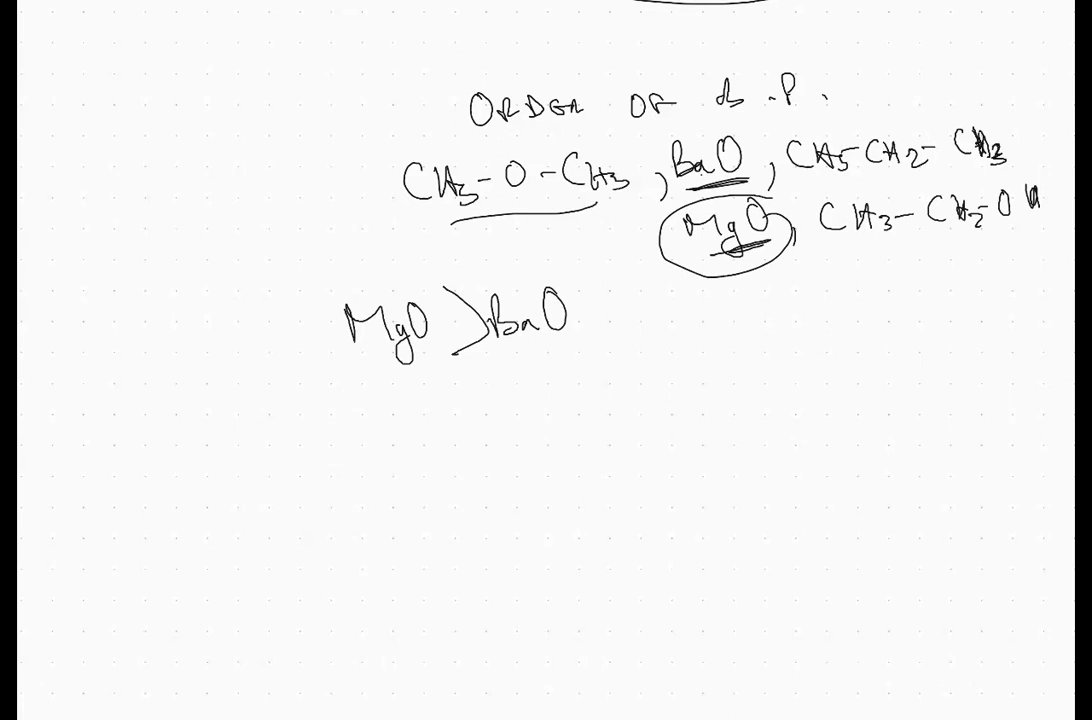 ORDER OF b.P.
CH3-O-CH3, BaO, CH3-CH2-CH3
MgO, CH3-CH2-OH
MgO > BaO